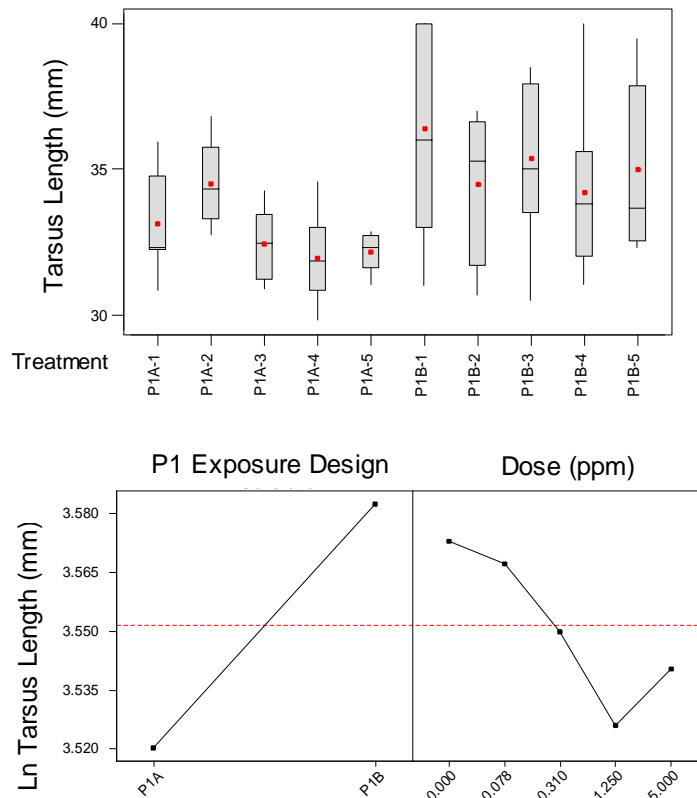 Tarsus Length (mm)
40
35
30
Treatment
P1A-1
P1A-2
P1A-3
P1A-4
P1A-5
P1B-1
P1B-2
P1B-3
P1B-4
P1B-5
P1 Exposure Design
Dose (ppm)
Ln Tarsus Length (mm)
3.580
3.565
3.550
3.535
3.520
P1A
P1B
0.000
0.078
0.310
1.250
5.000